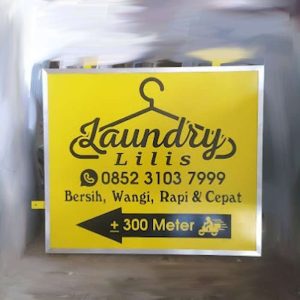 Laundry
Lilis
0852 3103 7999
Bersih, Wangi, Rapi & Cepat
± 300 Meter